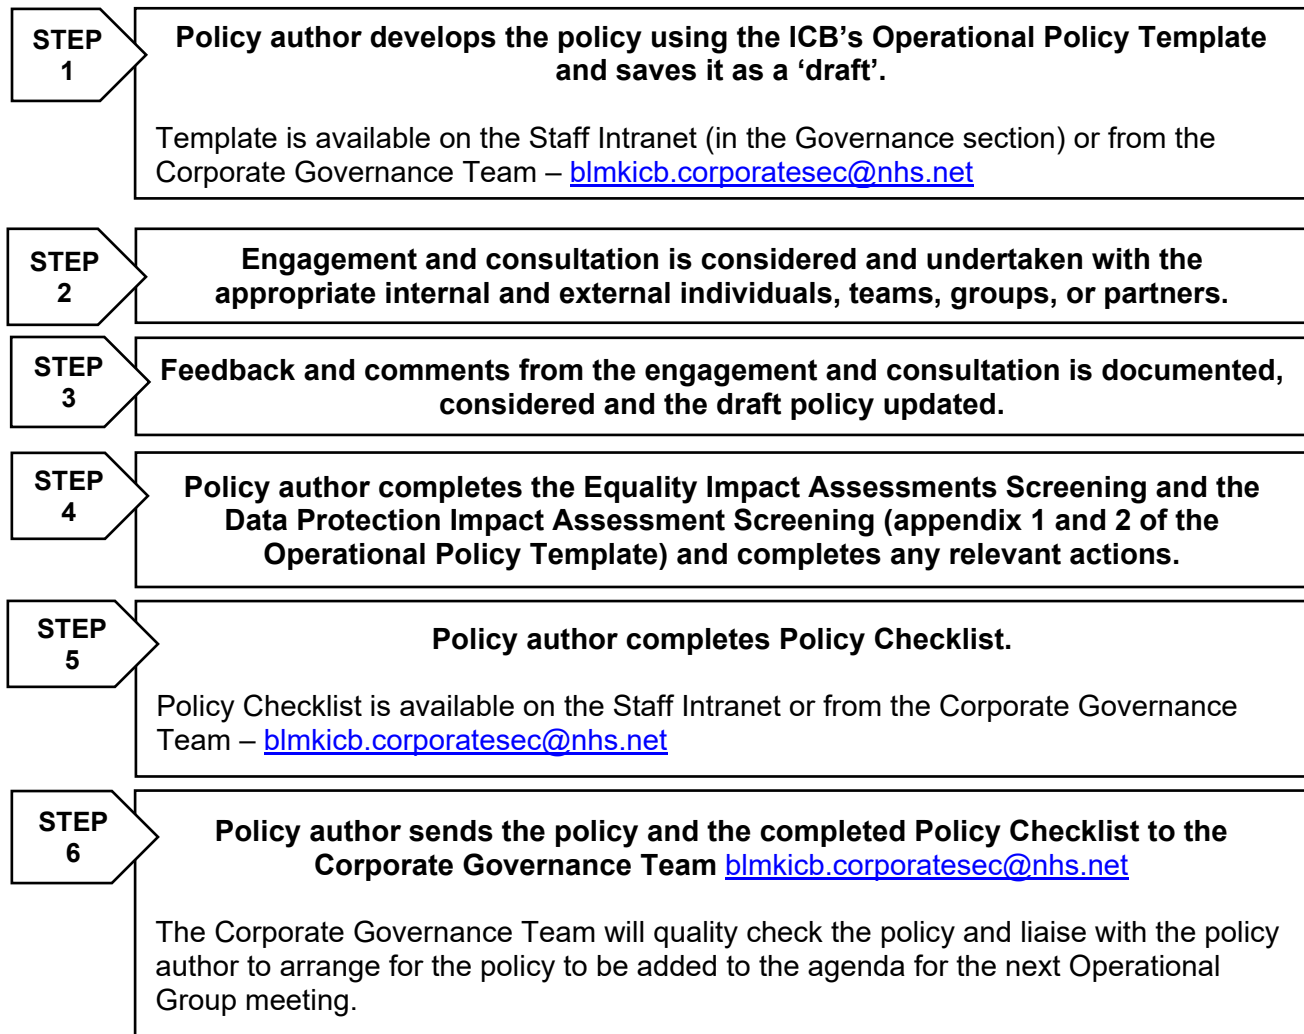 STEP
1
Policy author develops the policy using the ICB’s Operational Policy Template
and saves it as a ‘draft’.
Template is available on the Staff Intranet (in the Governance section) or from the
Corporate Governance Team – blmkicb.corporatesec@nhs.net
STEP
2
Engagement and consultation is considered and undertaken with the
appropriate internal and external individuals, teams, groups, or partners.
STEP
3
Feedback and comments from the engagement and consultation is documented,
considered and the draft policy updated.
STEP
4
Policy author completes the Equality Impact Assessments Screening and the
Data Protection Impact Assessment Screening (appendix 1 and 2 of the
Operational Policy Template) and completes any relevant actions.
STEP
5
Policy author completes Policy Checklist.
Policy Checklist is available on the Staff Intranet or from the Corporate Governance
Team – blmkicb.corporatesec@nhs.net
STEP
6
Policy author sends the policy and the completed Policy Checklist to the
Corporate Governance Team blmkicb.corporatesec@nhs.net
The Corporate Governance Team will quality check the policy and liaise with the policy
author to arrange for the policy to be added to the agenda for the next Operational
Group meeting.